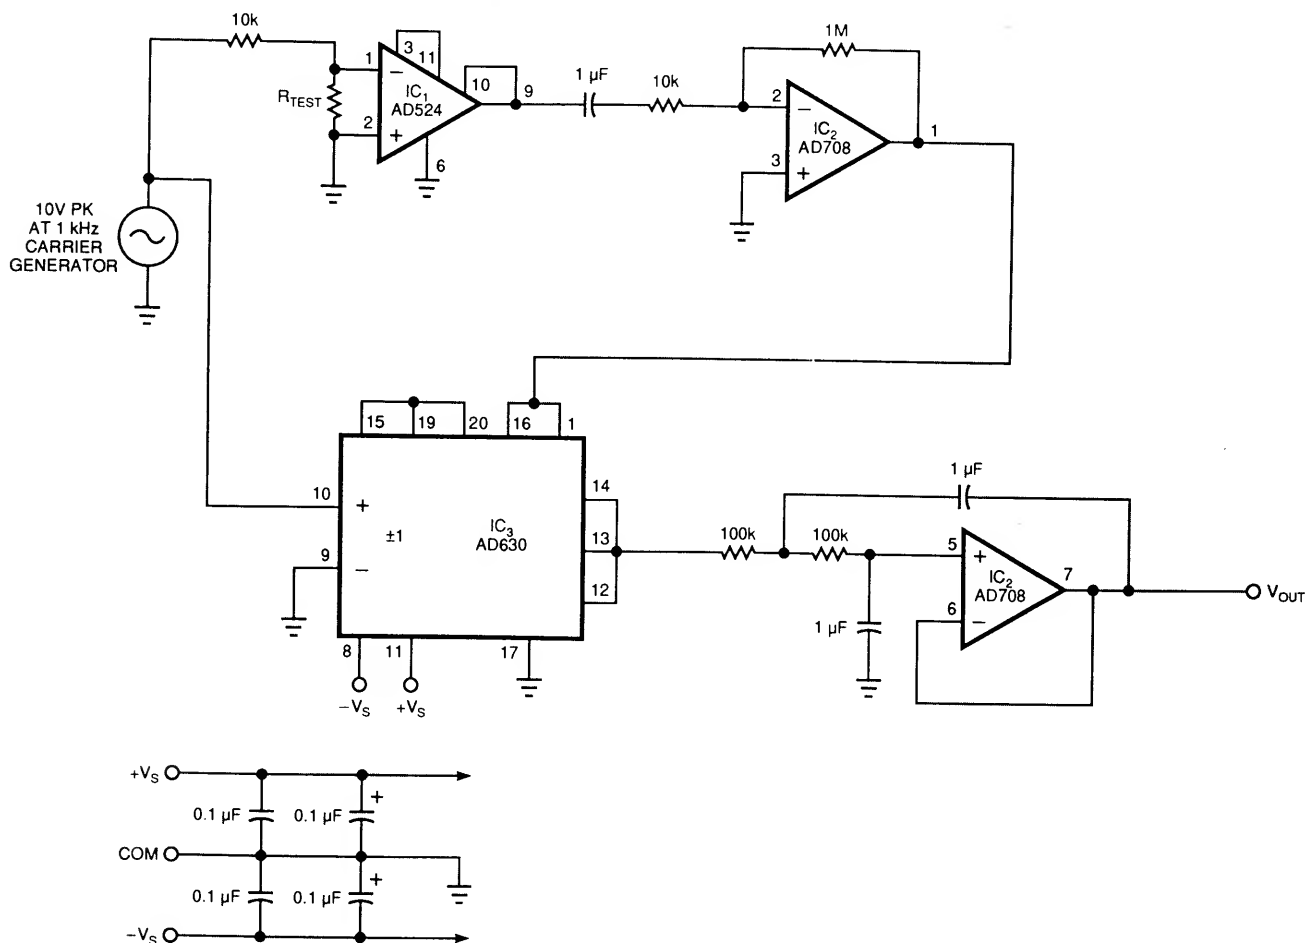 10k
1M
3
11
1
10
9
1 µF
10k
2
IC1
AD524
RTEST
1
IC2
AD708
2
6
3
10V PK
AT 1 kHz
CARRIER
GENERATOR
15
19
20
16
1
14
1 µF
10
+
IC3
AD630
±1
13
100k
100k
5
IC2
AD708
7
VOUT
9
−
12
6
1 µF
8
11
17
−VS
+VS
+VS
+
0.1 µF
0.1 µF
COM
+
0.1 µF
0.1 µF
−VS